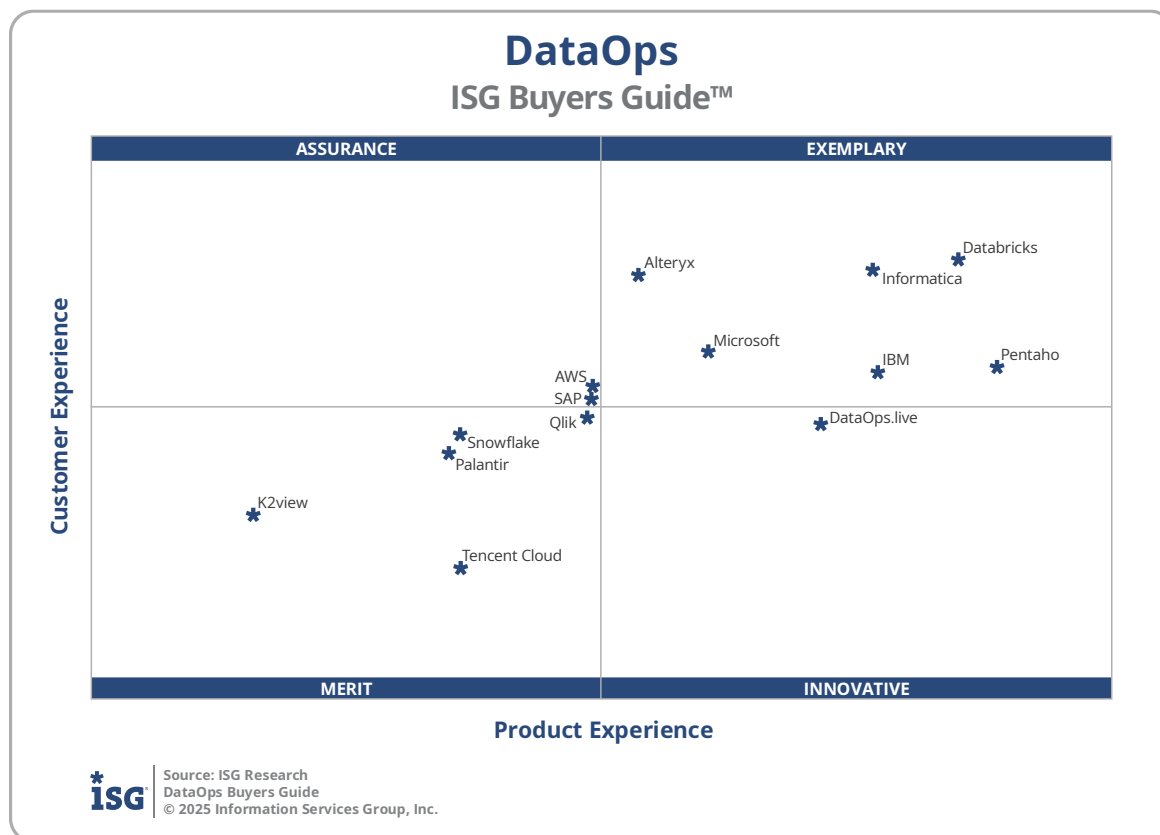 DataOps
ISG Buyers Guide™
ASSURANCE
EXEMPLARY
Databricks
Alteryx
Informatica
Microsoft
Pentaho
IBM
AWS
SAP
Qlik
DataOps.live
Snowflake
Palantir
K2view
Tencent Cloud
Customer Experience
MERIT
INNOVATIVE
Product Experience
isg
Source: ISG Research
DataOps Buyers Guide
© 2025 Information Services Group, Inc.